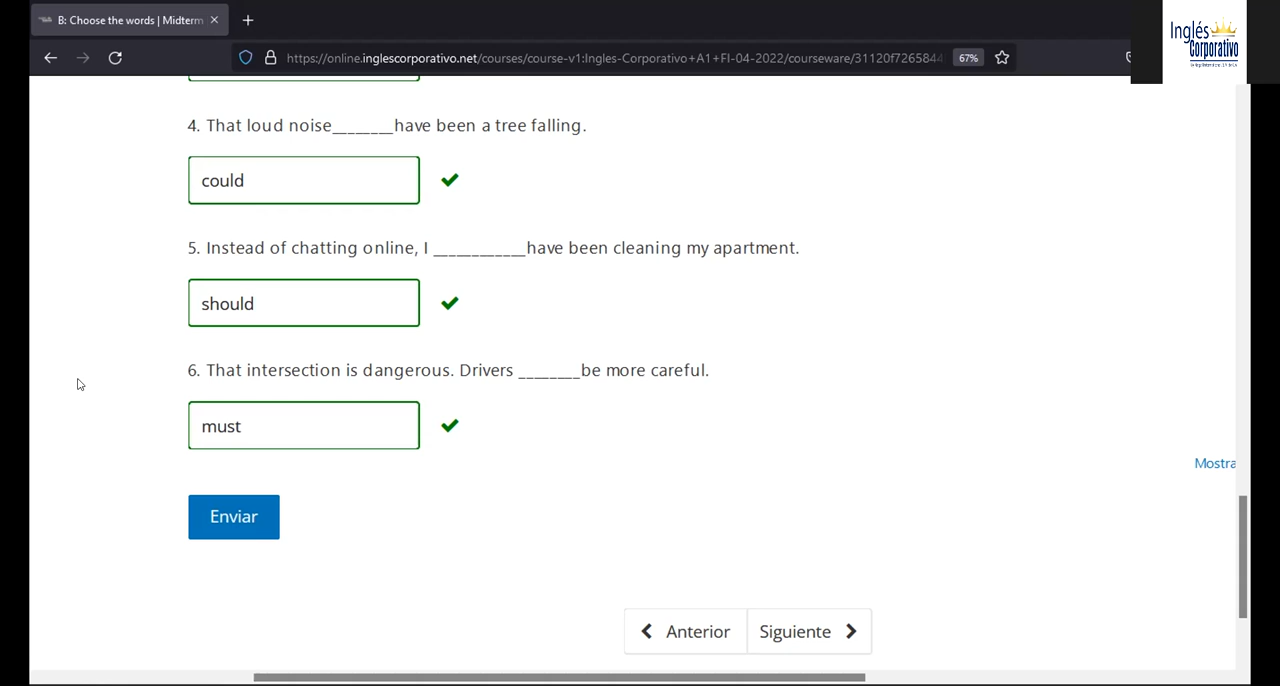 B: Choose the words | Midterm
https://online.inglescorporativo.net/courses/course-v1:Ingles-Corporativo+A1+FI-04-2022/courseware/31120f7265844
67%
Inglés
Corporativo
4. That loud noise_______have been a tree falling.
could
5. Instead of chatting online, I ___________have been cleaning my apartment.
should
6. That intersection is dangerous. Drivers _______be more careful.
must
Mostra
Enviar
Anterior
Siguiente